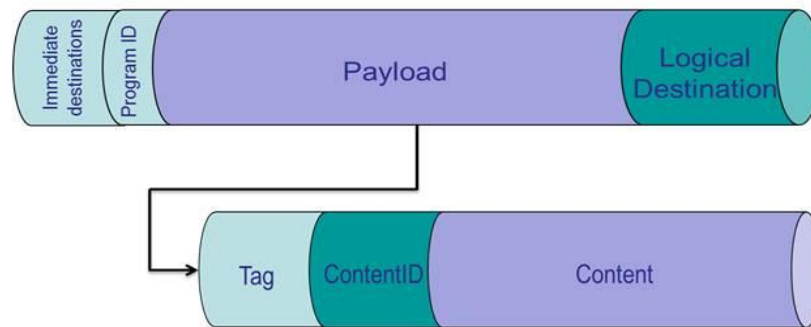 Immediate
destinations
Program ID
Payload
Logical
Destination
Tag
ContentID
Content